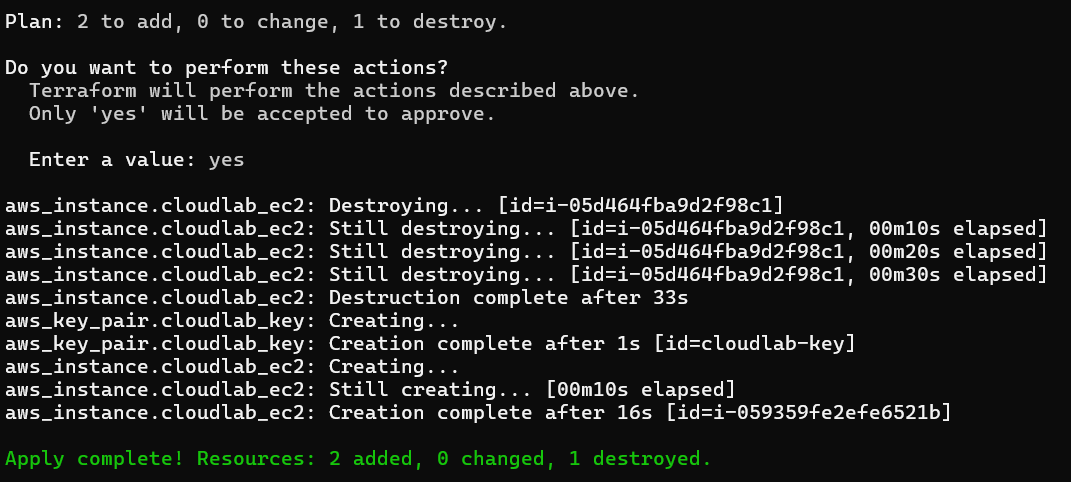 Plan: 2 to add, 0 to change, 1 to destroy.
Do you want to perform these actions?
Terraform will perform the actions described above.
Only 'yes' will be accepted to approve.
Enter a value: yes
aws_instance.cloudlab_ec2: Destroying... [id=i-05d464fba9d2f98c1]
aws_instance.cloudlab_ec2: Still destroying... [id=i-05d464fba9d2f98c1, 00m10s elapsed]
aws_instance.cloudlab_ec2: Still destroying... [id=i-05d464fba9d2f98c1, 00m20s elapsed]
aws_instance.cloudlab_ec2: Still destroying... [id=i-05d464fba9d2f98c1, 00m30s elapsed]
aws_instance.cloudlab_ec2: Destruction complete after 33s
aws_key_pair.cloudlab_key: Creating...
aws_key_pair.cloudlab_key: Creation complete after 1s [id=cloudlab-key]
aws_instance.cloudlab_ec2: Creating...
aws_instance.cloudlab_ec2: Still creating... [00m10s elapsed]
aws_instance.cloudlab_ec2: Creation complete after 16s [id=i-059359fe2efe6521b]
Apply complete! Resources: 2 added, 0 changed, 1 destroyed.